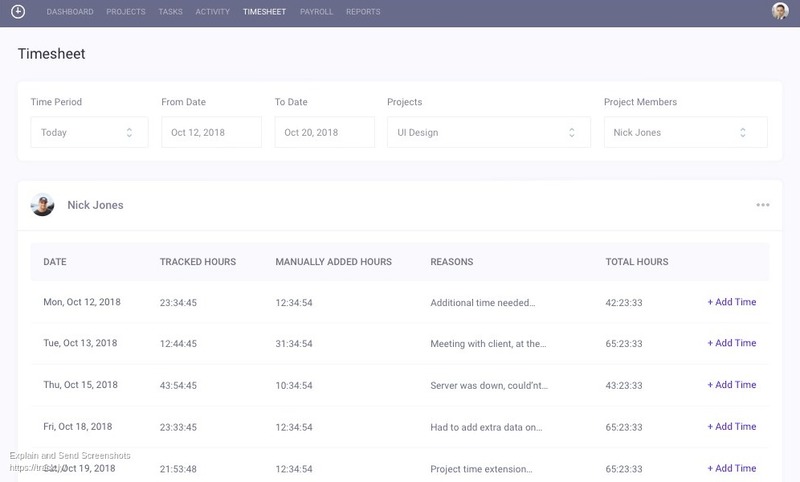 DASHBOARD PROJECTS TASKS ACTIVITY TIMESHEET PAYROLL REPORTS
Timesheet
Time Period From Date To Date Projects Project Members
Today Oct 12, 2018 Oct 20, 2018 UI Design Nick Jones
Nick Jones
DATE TRACKED HOURS MANUALLY ADDED HOURS REASONS TOTAL HOURS
Mon, Oct 12, 2018 23:34:45 12:34:54 Additional time needed... 42:23:33 + Add Time
Tue, Oct 13, 2018 12:44:45 31:34:54 Meeting with client, at the... 65:23:33 + Add Time
Thu, Oct 15, 2018 43:54:45 10:34:54 Server was down, could'nt... 43:23:33 + Add Time
Fri, Oct 18, 2018 23:33:45 12:34:54 Had to add extra data on... 65:23:33 + Add Time
Explain and Send Screenshots
Sat, Oct 19, 2018 21:53:48 12:34:54 Project time extension... 65:23:33 + Add Time